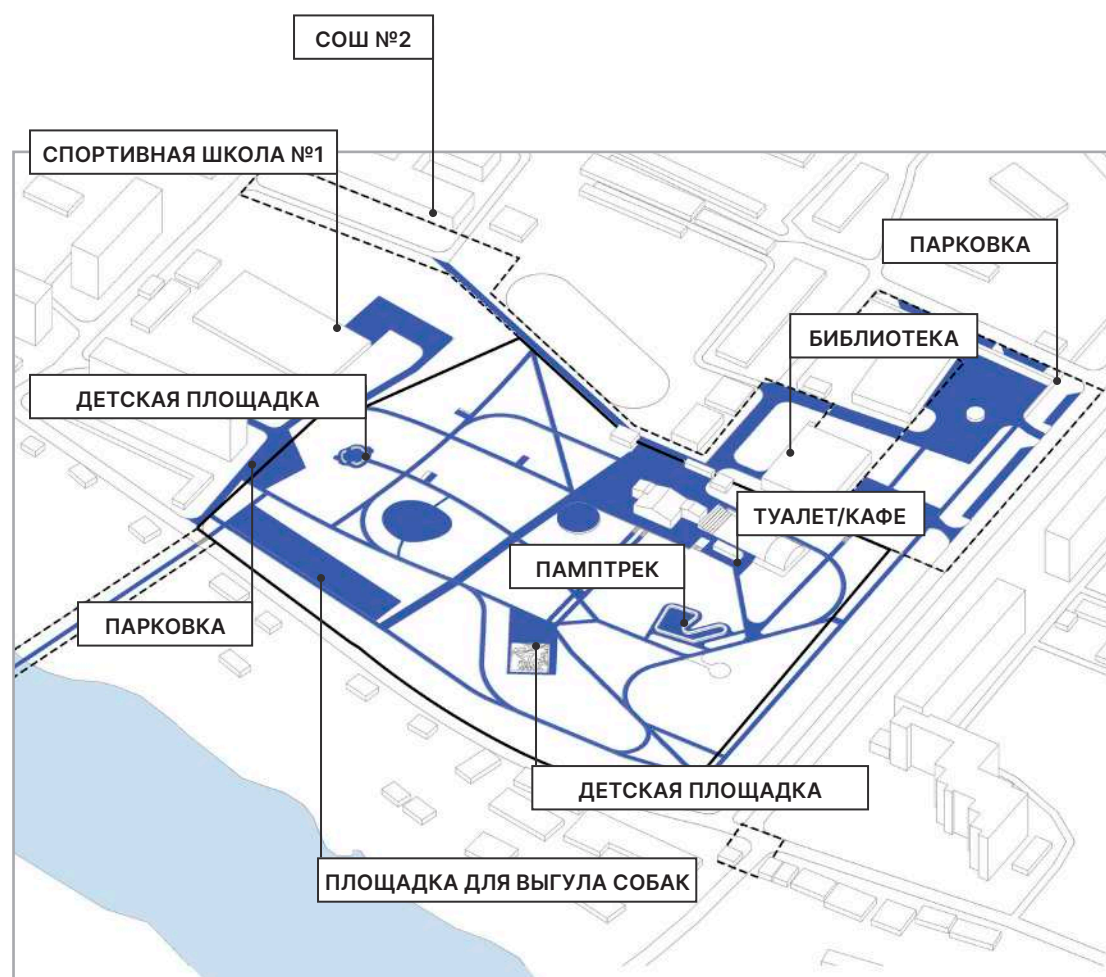 СОШ №2
СПОРТИВНАЯ ШКОЛА №1
ПАРКОВКА
БИБЛИОТЕКА
ДЕТСКАЯ ПЛОЩАДКА
ТУАЛЕТ/КАФЕ
ПАМПТРЕК
ПАРКОВКА
ДЕТСКАЯ ПЛОЩАДКА
ПЛОЩАДКА ДЛЯ ВЫГУЛА СОБАК